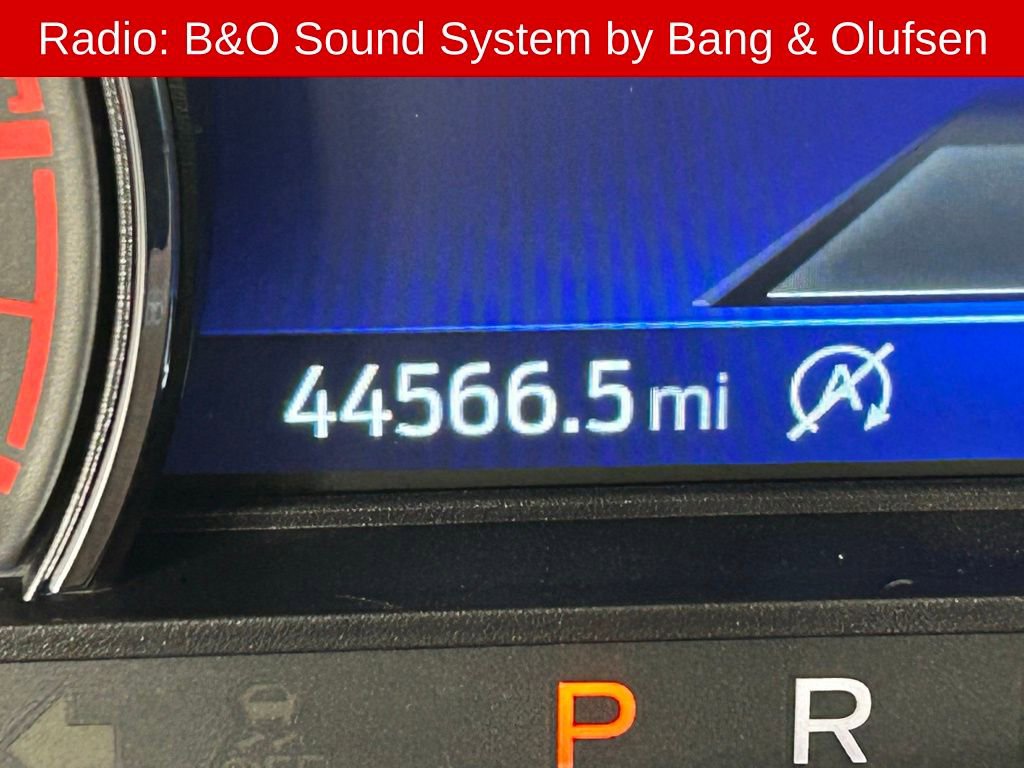 Radio: B&O Sound System by Bang & Olufsen
44566.5 mi
A
P R